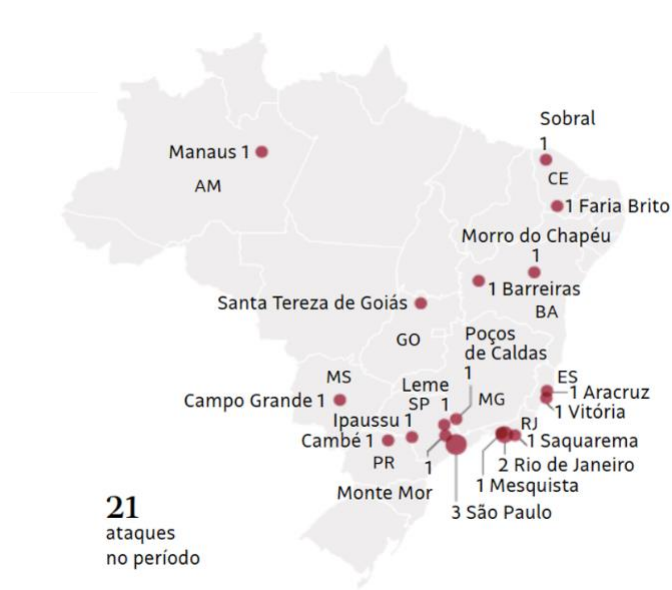 Sobral
1
Manaus 1
CE
AM
1 Faria Brito
Morro do Chapéu
1
1 Barreiras
Santa Tereza de Goiás
BA
GO
Poços
de Caldas
1
MS
ES
Leme
1 Aracruz
Campo Grande 1
SP 1
MG
1 Vitória
Ipaussu 1
RJ
Cambé 1
1 Saquarema
PR
1
2 Rio de Janeiro
Monte Mor
1 Mesquista
3 São Paulo
21
ataques
no período